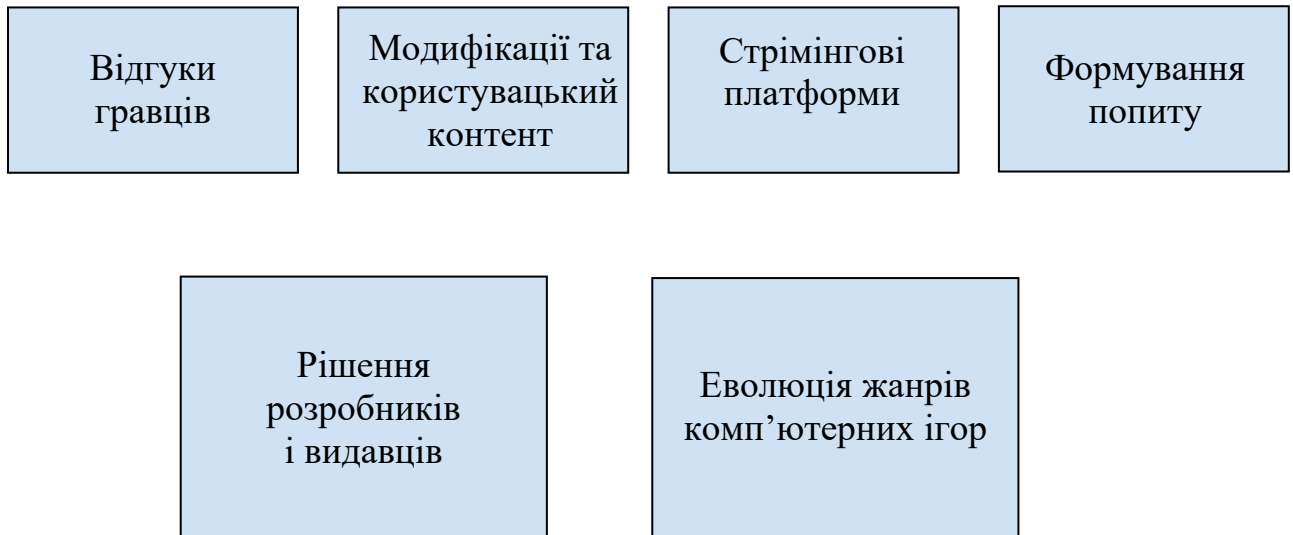 Відгуки
гравців
Модифікації та
користувацький
контент
Стрімінгові
платформи
Формування
попиту
Рішення
розробників
і видавців
Еволюція жанрів
комп’ютерних ігор